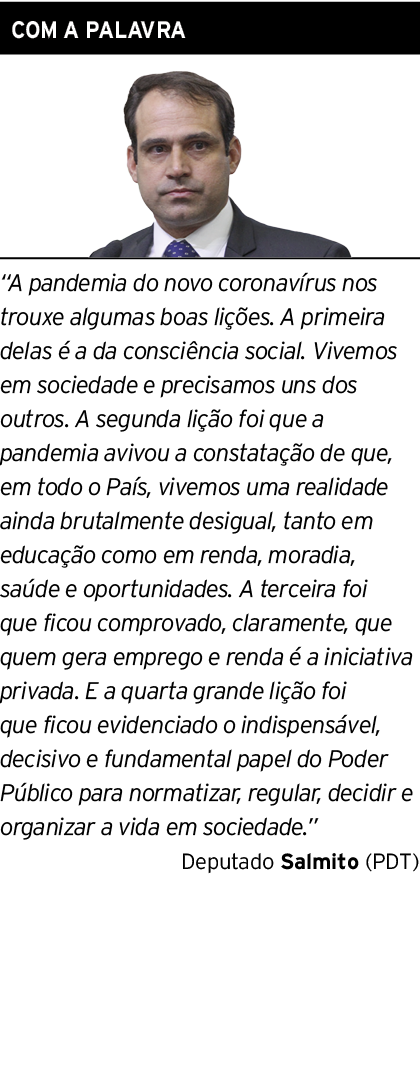 COM A PALAVRA
“A pandemia do novo coronavírus nos
trouxe algumas boas lições. A primeira
delas é a da consciência social. Vivemos
em sociedade e precisamos uns dos
outros. A segunda lição foi que a
pandemia avivou a constatação de que,
em todo o País, vivemos uma realidade
ainda brutalmente desigual, tanto em
educação como em renda, moradia,
saúde e oportunidades. A terceira foi
que ficou comprovado, claramente, que
quem gera emprego e renda é a iniciativa
privada. E a quarta grande lição foi
que ficou evidenciado o indispensável,
decisivo e fundamental papel do Poder
Público para normatizar, regular, decidir e
organizar a vida em sociedade.”
Deputado Salmito (PDT)